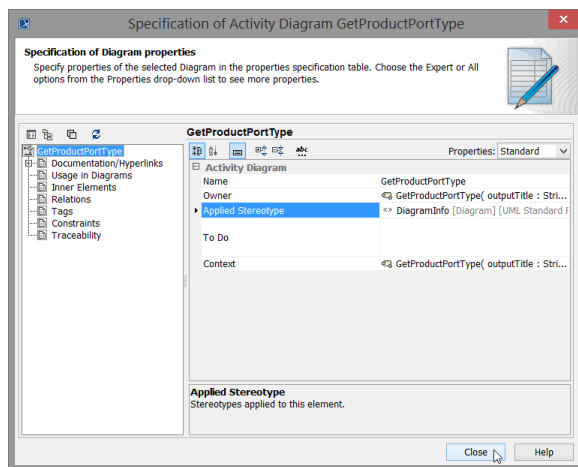 Specification of Activity Diagram GetProductPortType
Specification of Diagram properties
Specify properties of the selected Diagram in the properties specification table. Choose the Expert or All
options from the Properties drop-down list to see more properties.
GetProductPortType
GetProductPortType
Documentation/Hyperlinks
Usage in Diagrams
Inner Elements
Relations
Tags
Constraints
Traceability
Properties: Standard
Activity Diagram
Name GetProductPortType
Owner GetProductPortType( outputTitle : Stri...
Applied Stereotype «» DiagramInfo [Diagram] [UML Standard
To Do
Context GetProductPortType( outputTitle : Stri...
Applied Stereotype
Stereotypes applied to this element.
Close Help